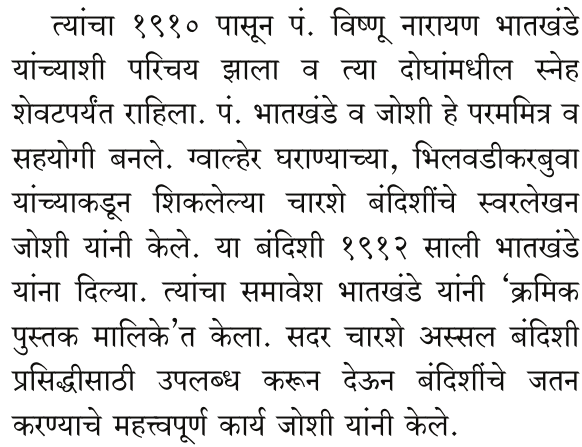 त्यांचा १९१० पासून पं. विष्णू नारायण भातखंडे
यांच्याशी परिचय झाला व त्या दोघांमधील स्नेह
शेवटपर्यंत राहिला. पं. भातखंडे व जोशी हे परममित्र व
सहयोगी बनले. ग्वाल्हेर घराण्याच्या, भिलवडीकरबुवा
यांच्याकडून शिकलेल्या चारशे बंदिशींचे स्वरलेखन
जोशी यांनी केले. या बंदिशी १९१२ साली भातखंडे
यांना दिल्या. त्यांचा समावेश भातखंडे यांनी ‘क्रमिक
पुस्तक मालिके’त केला. सदर चारशे अस्सल बंदिशी
प्रसिद्धीसाठी उपलब्ध करून देऊन बंदिशींचे जतन
करण्याचे महत्त्वपूर्ण कार्य जोशी यांनी केले.